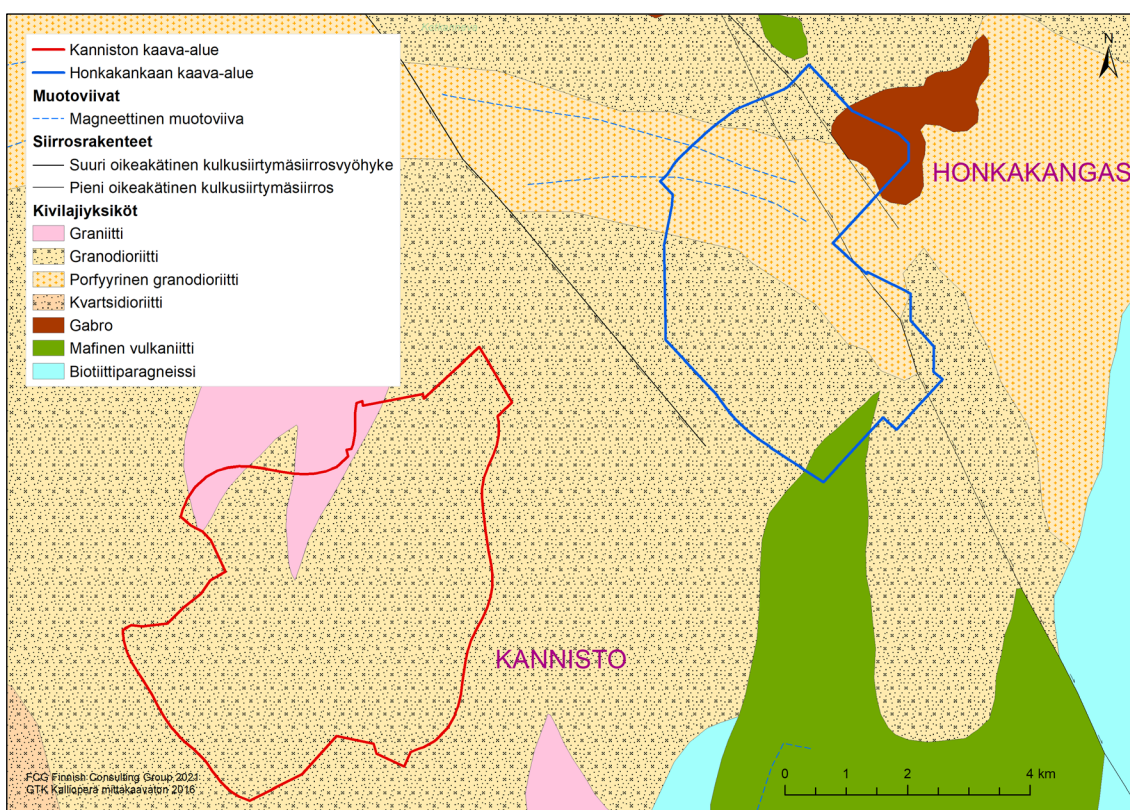 Kanniston kaava-alue
Honkakankaan kaava-alue
Muotoviivat
Magneettinen muotoviiva
Siirrosrakenteet
Suuri oikeakätinen kulkusiirtymäsiirrosvyöhyke
Pieni oikeakätinen kulkusiirtymäsiirros
Kivilajiyksiköt
Graniitti
Granodioriitti
Porfyyrinen granodioriitti
Kvartsidioriitti
Gabro
Mafinen vulkaniitti
Biotiittiparagneissi
N
HONKAKANGAS
KANNISTO
FCG Finnish Consulting Group 2021
GTK Kallioperä mittakaavaton 2016
0 1 2 4 km